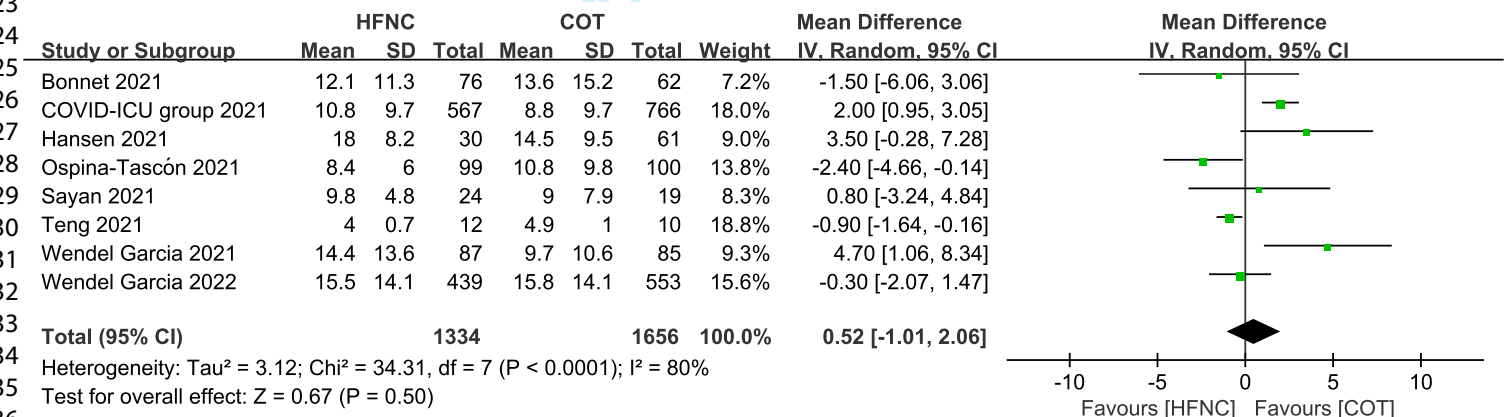 23
HFNC COT Mean Difference Mean Difference
24
Study or Subgroup Mean SD Total Mean SD Total Weight IV, Random, 95% CI IV, Random, 95% CI
25
Bonnet 2021 12.1 11.3 76 13.6 15.2 62 7.2% -1.50 [-6.06, 3.06]
26
COVID-ICU group 2021 10.8 9.7 567 8.8 9.7 766 18.0% 2.00 [0.95, 3.05]
27
Hansen 2021 18 8.2 30 14.5 9.5 61 9.0% 3.50 [-0.28, 7.28]
28
Ospina-Tascón 2021 8.4 6 99 10.8 9.8 100 13.8% -2.40 [-4.66, -0.14]
29
Sayan 2021 9.8 4.8 24 9 7.9 19 8.3% 0.80 [-3.24, 4.84]
30
Teng 2021 4 0.7 12 4.9 1 10 18.8% -0.90 [-1.64, -0.16]
31
Wendel Garcia 2021 14.4 13.6 87 9.7 10.6 85 9.3% 4.70 [1.06, 8.34]
Wendel Garcia 2022 15.5 14.1 439 15.8 14.1 553 15.6% -0.30 [-2.07, 1.47]
32
33
Total (95% CI) 1334 1656 100.0% 0.52 [-1.01, 2.06]
34
Heterogeneity: Tau² = 3.12; Chi² = 34.31, df = 7 (P < 0.0001); I² = 80%
-10 -5 0 5 10
35
Test for overall effect: Z = 0.67 (P = 0.50)
Favours [HFNC] Favours [COT]